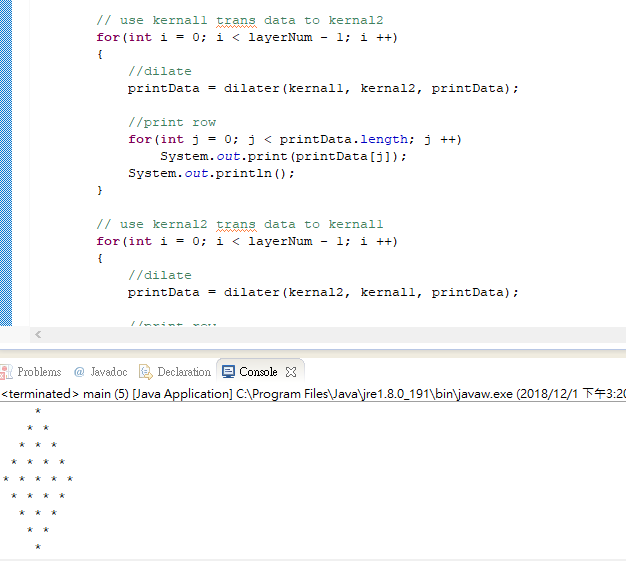 // use kernal1 trans data to kernal2
for(int i = 0; i < layerNum - 1; i ++)
{
//dilate
printData = dilater(kernal1, kernal2, printData);
//print row
for(int j = 0; j < printData.length; j ++)
System.out.print(printData[j]);
System.out.println();
}
// use kernal2 trans data to kernal1
for(int i = 0; i < layerNum - 1; i ++)
{
//dilate
printData = dilater(kernal2, kernal1, printData);
//print row
Problems @ Javadoc Declaration Console
<terminated> main (5) [Java Application] C:\Program Files\Java\jre1.8.0_191\bin\javaw.exe (2018/12/1 下午3:20
*
* *
* * *
* * * *
* * * * *
* * * *
* * *
* *
*